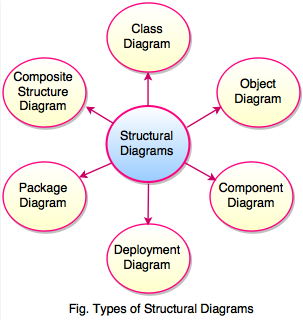 Class
Diagram
Composite
Structure
Diagram
Object
Diagram
Structural
Diagrams
Package
Diagram
Component
Diagram
Deployment
Diagram
Fig. Types of Structural Diagrams